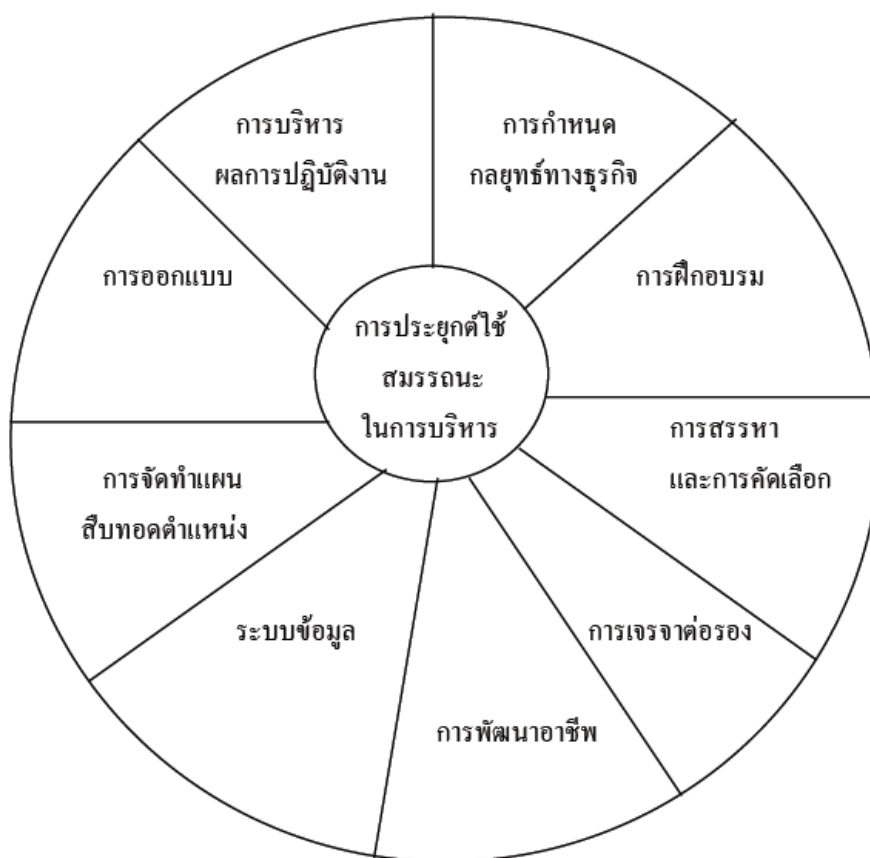 การบริหาร
ผลการปฏิบัติงาน
การกำหนด
กลยุทธ์ทางธุรกิจ
การออกแบบ
การฝึกอบรม
การประยุกต์ใช้
สมรรถนะ
ในการบริหาร
การสรรหา
และการคัดเลือก
การจัดทำแผน
สืบทอดตำแหน่ง
ระบบข้อมูล
การเจรจาต่อรอง
การพัฒนาอาชีพ